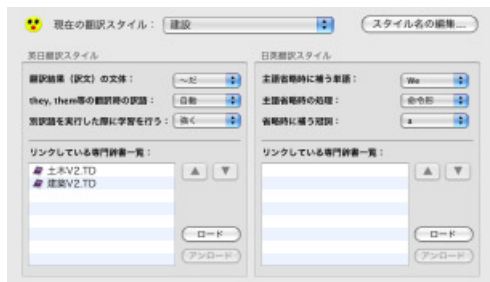 現在の翻訳スタイル： 建設 スタイル名の編集...
英日翻訳スタイル
翻訳結果（訳文）の文体： 〜だ
they, them等の翻訳時の訳語： 自動
別訳語を実行した際に学習を行う： 強く
リンクしている専門辞書一覧：
土木V2.TD
建築V2.TD
ロード
アンロード
日英翻訳スタイル
主語省略時に補う単語： We
主語省略時の処理： 命令形
省略時に補う冠詞： a
リンクしている専門辞書一覧：
ロード
アンロード